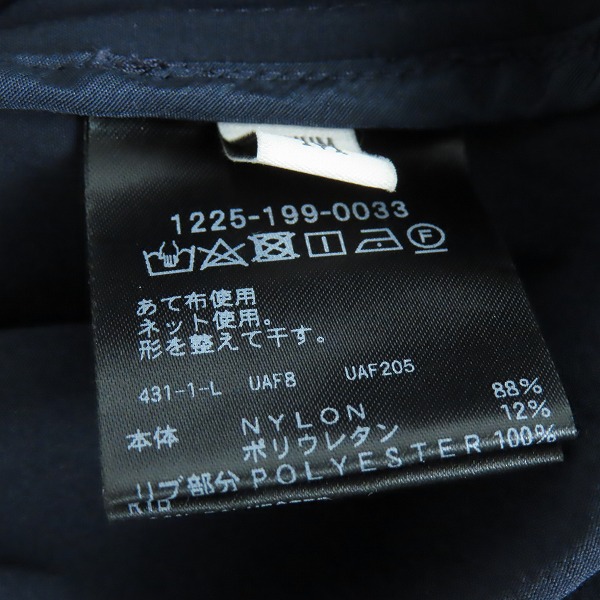 1225-199-0033
あて布使用
ネット使用。
形を整えて干す。
431-1-L UAF8 UAF205
本体 NYLON 88%
ポリウレタン 12%
リブ部分 POLYESTER 100%
RIB